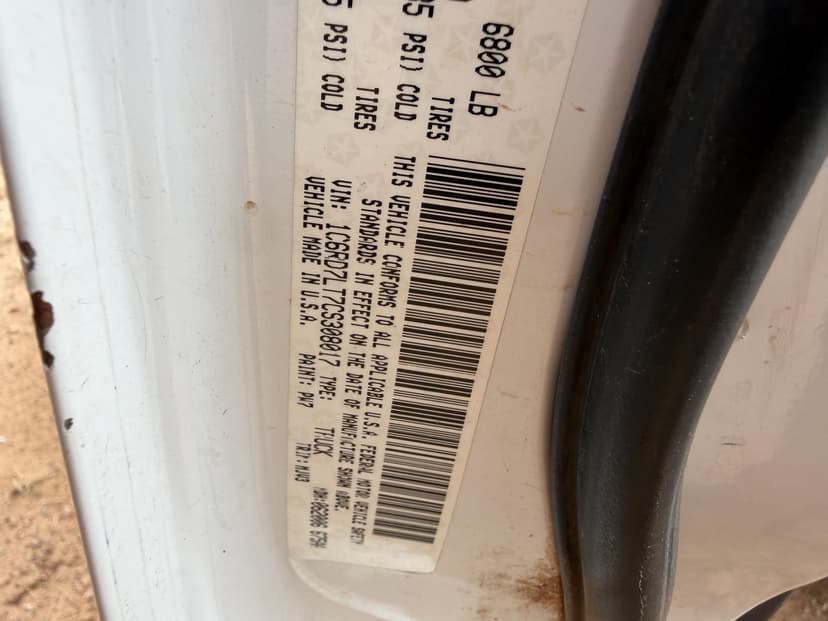 6800 LB
TIRES
PSI) COLD
TIRES
PSI) COLD
THIS VEHICLE CONFORMS TO ALL APPLICABLE U.S.A. FEDERAL MOTOR VEHICLE SAFETY
STANDARDS IN EFFECT ON THE DATE OF MANUFACTURE SHOWN ABOVE.
VIN: 1C6RD7LT7CS308017 TYPE: TRUCK
VEHICLE MADE IN U.S.A. PAINT: PW7